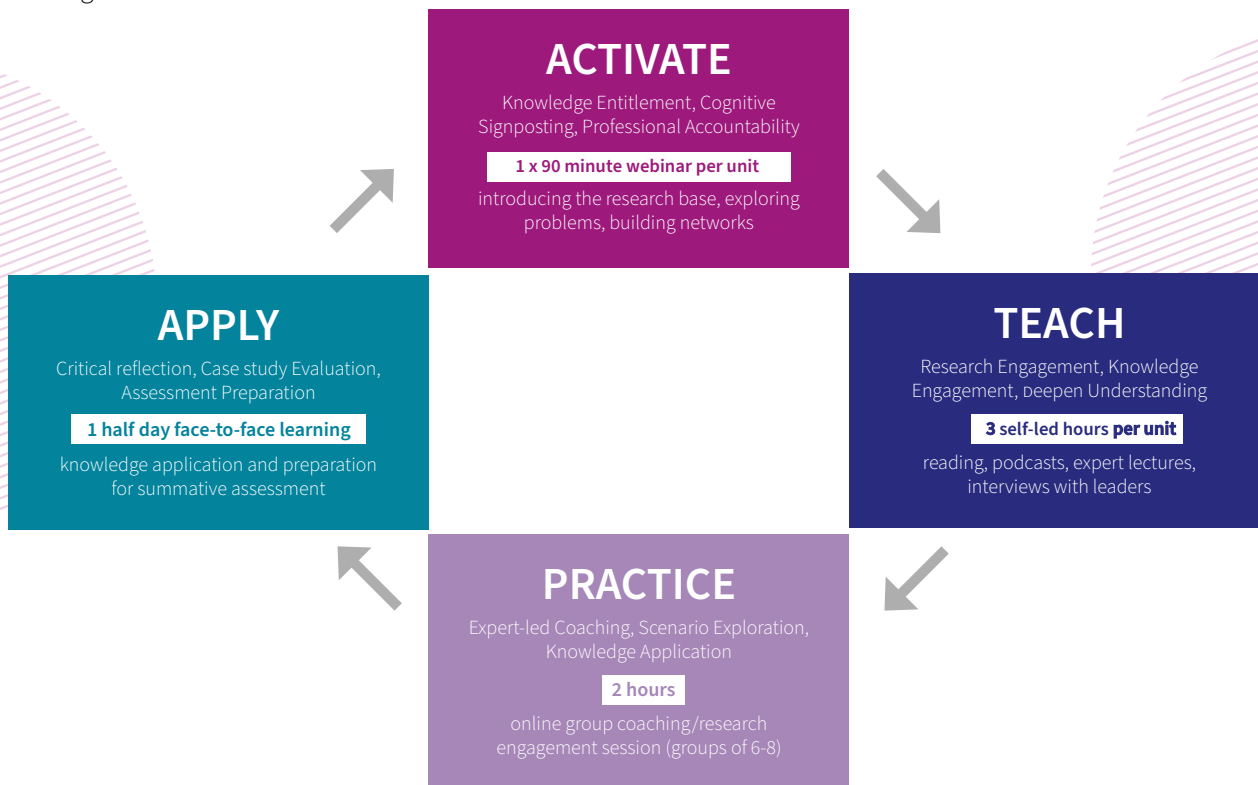 ACTIVATE
Knowledge Entitlement, Cognitive
Signposting, Professional Accountability
1 x 90 minute webinar per unit
introducing the research base, exploring
problems, building networks
TEACH
Research Engagement, Knowledge
Engagement, Deepen Understanding
3 self-led hours per unit
reading, podcasts, expert lectures,
interviews with leaders
PRACTICE
Expert-led Coaching, Scenario Exploration,
Knowledge Application
2 hours
online group coaching/research
engagement session (groups of 6-8)
APPLY
Critical reflection, Case study Evaluation,
Assessment Preparation
1 half day face-to-face learning
knowledge application and preparation
for summative assessment